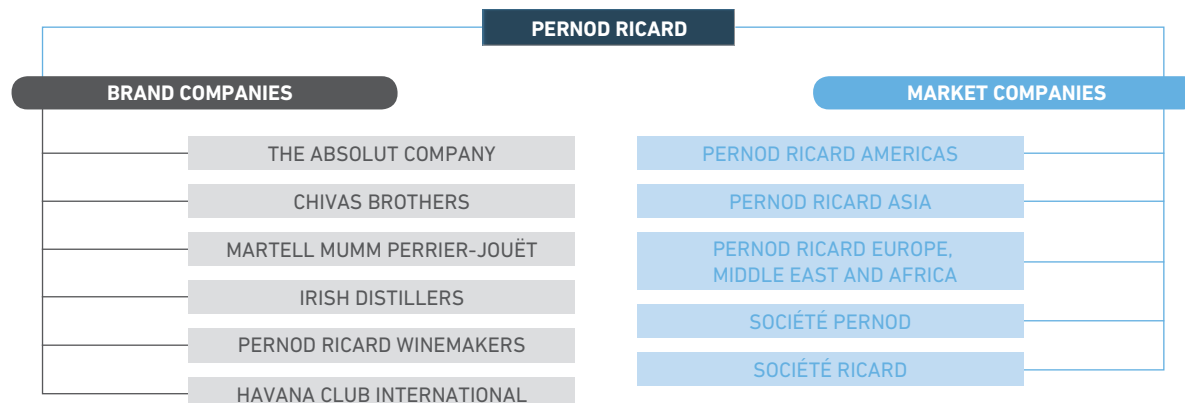 PERNOD RICARD
BRAND COMPANIES
THE ABSOLUT COMPANY
CHIVAS BROTHERS
MARTELL MUMM PERRIER-JOUËT
IRISH DISTILLERS
PERNOD RICARD WINEMAKERS
HAVANA CLUB INTERNATIONAL
MARKET COMPANIES
PERNOD RICARD AMERICAS
PERNOD RICARD ASIA
PERNOD RICARD EUROPE,
MIDDLE EAST AND AFRICA
SOCIÉTÉ PERNOD
SOCIÉTÉ RICARD